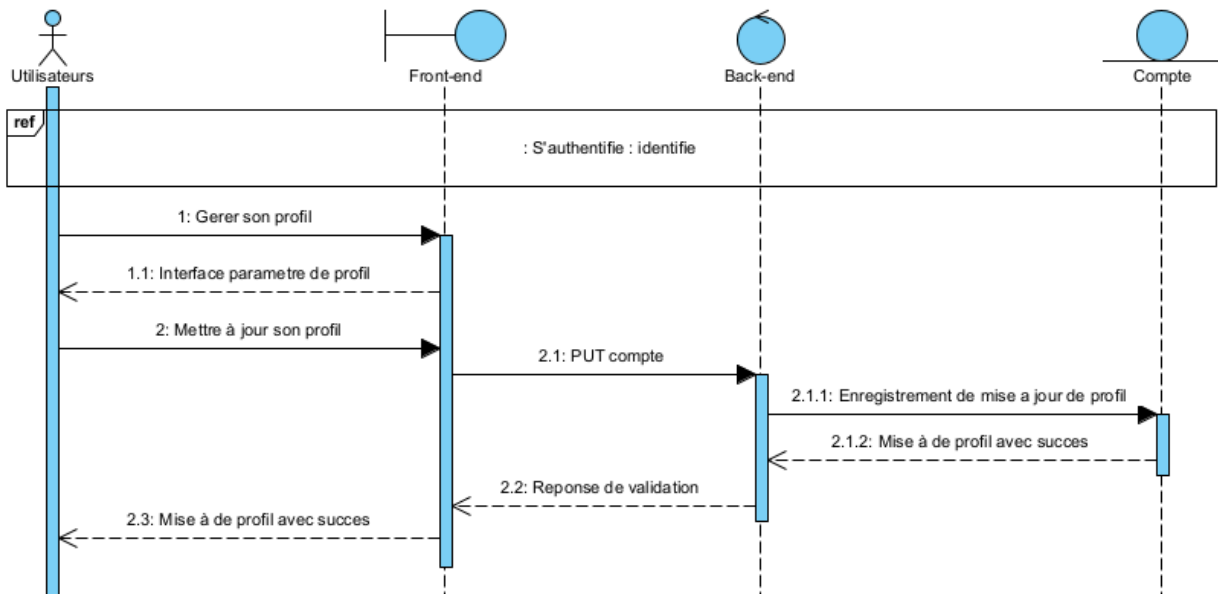 Utilisateurs
Front-end
Back-end
Compte
ref
: S'authentifie : identifie
1: Gerer son profil
1.1: Interface parametre de profil
2: Mettre à jour son profil
2.1: PUT compte
2.1.1: Enregistrement de mise a jour de profil
2.1.2: Mise à de profil avec succes
2.2: Reponse de validation
2.3: Mise à de profil avec succes